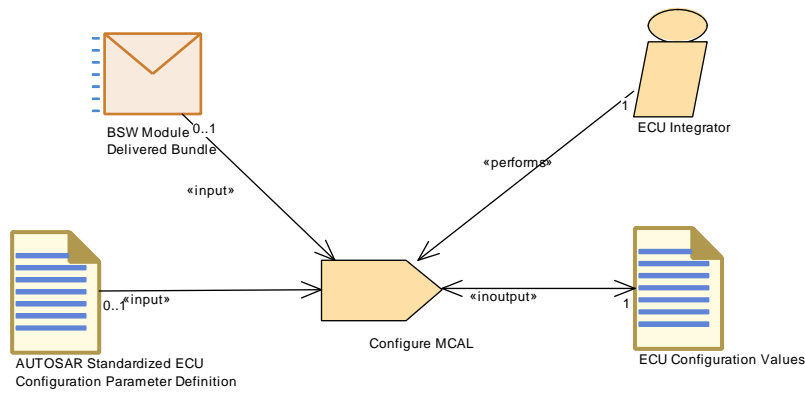 BSW Module
Delivered Bundle
0..1
ECU Integrator
1
«performs»
«input»
0..1
«input»
«inoutput»
1
Configure MCAL
AUTOSAR Standardized ECU
Configuration Parameter Definition
ECU Configuration Values